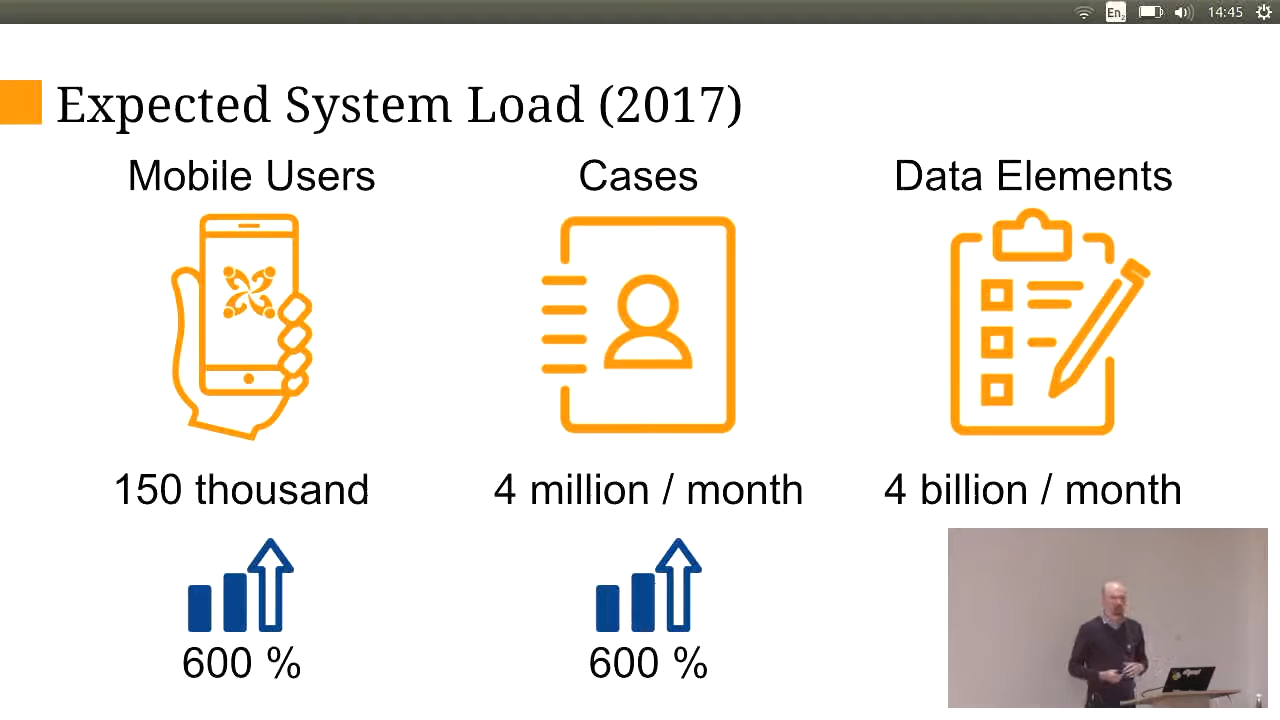 En2
14:45
Expected System Load (2017)
Mobile Users
Cases
Data Elements
150 thousand
4 million / month
4 billion / month
600 %
600 %